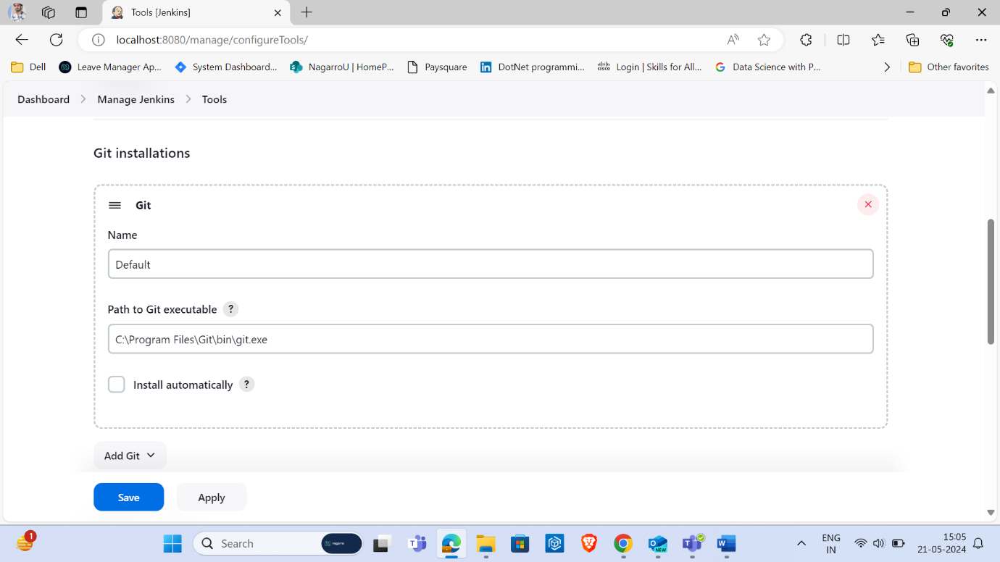 Tools [Jenkins]
localhost:8080/manage/configureTools/
Dell
Leave Manager Ap...
System Dashboard...
NagarroU | HomeP...
Paysquare
DotNet programmi...
Login | Skills for All...
Data Science with P...
Other favorites
Dashboard
Manage Jenkins
Tools
Git installations
Git
Name
Default
Path to Git executable ?
C:\Program Files\Git\bin\git.exe
Install automatically ?
Add Git
Save
Apply
1
Search
ENG
IN
15:05
21-05-2024